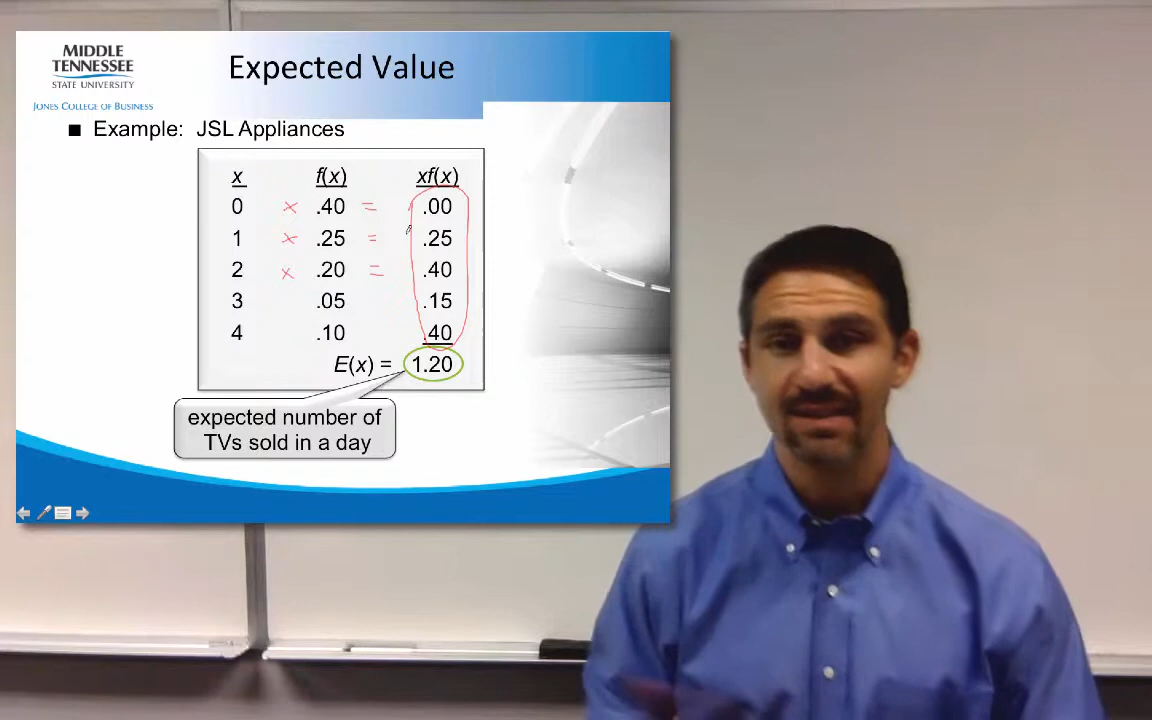 MIDDLE
TENNESSEE
STATE UNIVERSITY
JONES COLLEGE OF BUSINESS
Expected Value
■ Example: JSL Appliances
x f(x) xf(x)
0 × .40 = .00
1 × .25 = .25
2 × .20 = .40
3 .05 .15
4 .10 .40
E(x) = 1.20
expected number of
TVs sold in a day